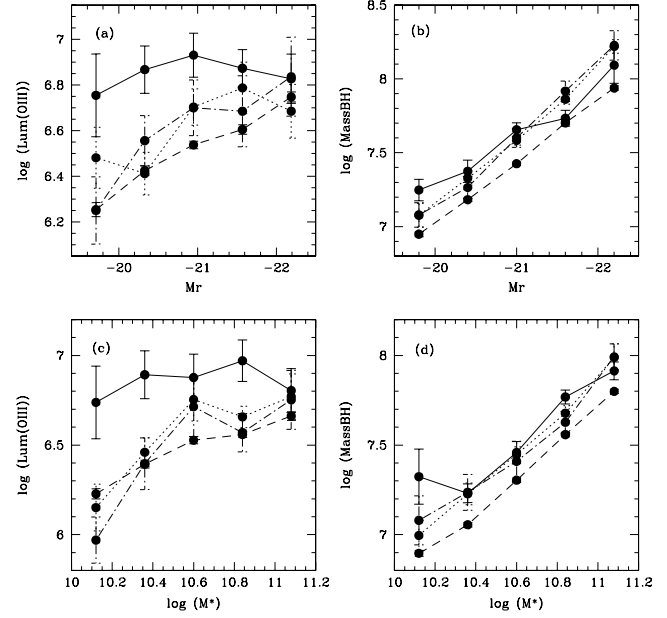 7
6.8
6.6
6.4
6.2
log (Lum(OIII))
(a)
-20
-21
-22
Mr
8.5
8
7.5
7
log (MassBH)
(b)
-20
-21
-22
Mr
7
6.5
6
log (Lum(OIII))
(c)
10
10.2
10.4
10.6
10.8
11
11.2
log (M*)
8
7.5
7
log (MassBH)
(d)
10
10.2
10.4
10.6
10.8
11
11.2
log (M*)